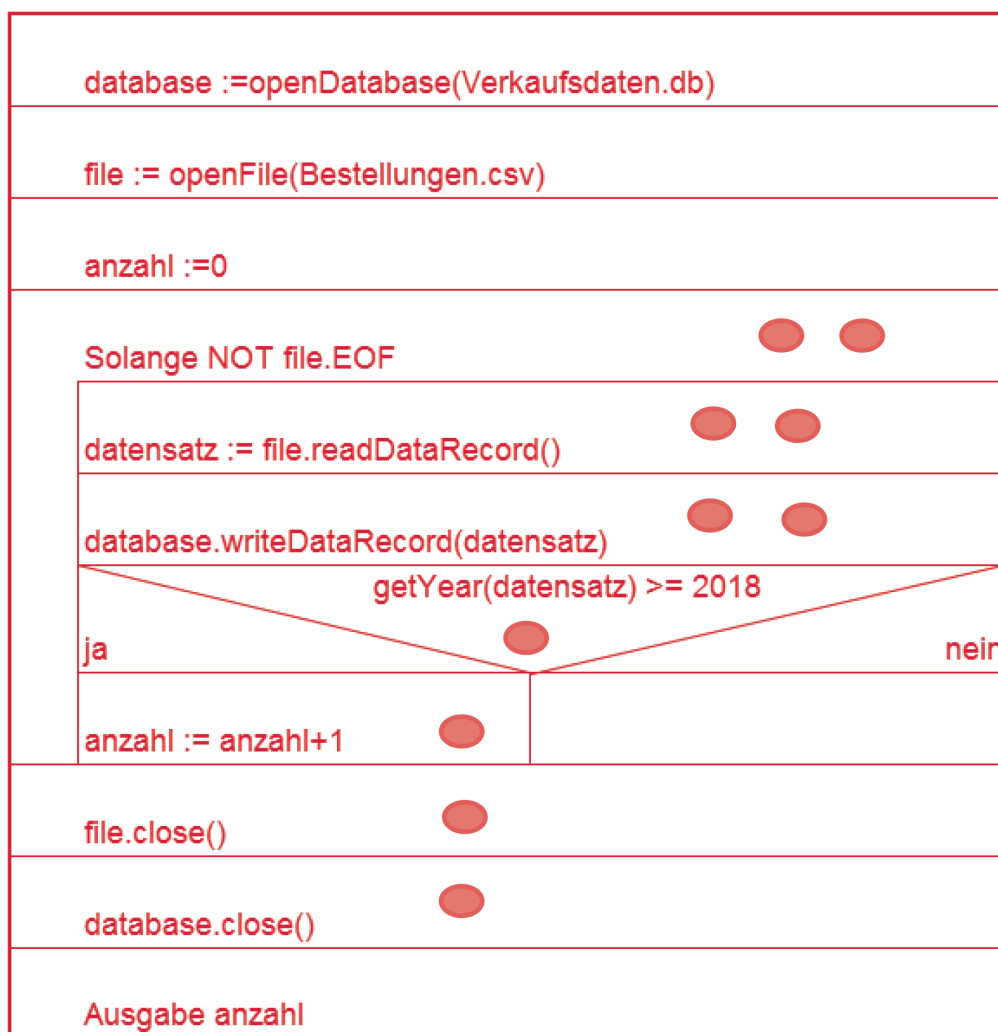 database :=openDatabase(Verkaufsdaten.db)
file := openFile(Bestellungen.csv)
anzahl :=0
Solange NOT file.EOF
datensatz := file.readDataRecord()
database.writeDataRecord(datensatz)
getYear(datensatz) >= 2018
ja nein
anzahl := anzahl+1
file.close()
database.close()
Ausgabe anzahl